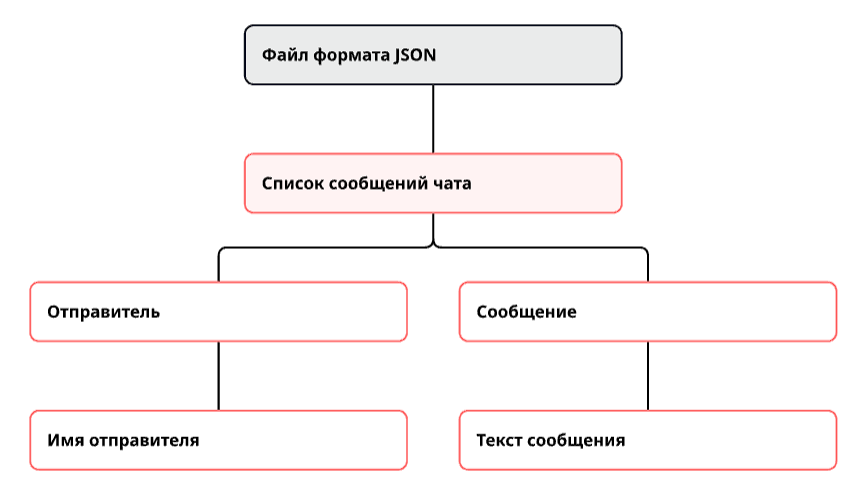 Файл формата JSON
Список сообщений чата
Отправитель
Сообщение
Имя отправителя
Текст сообщения